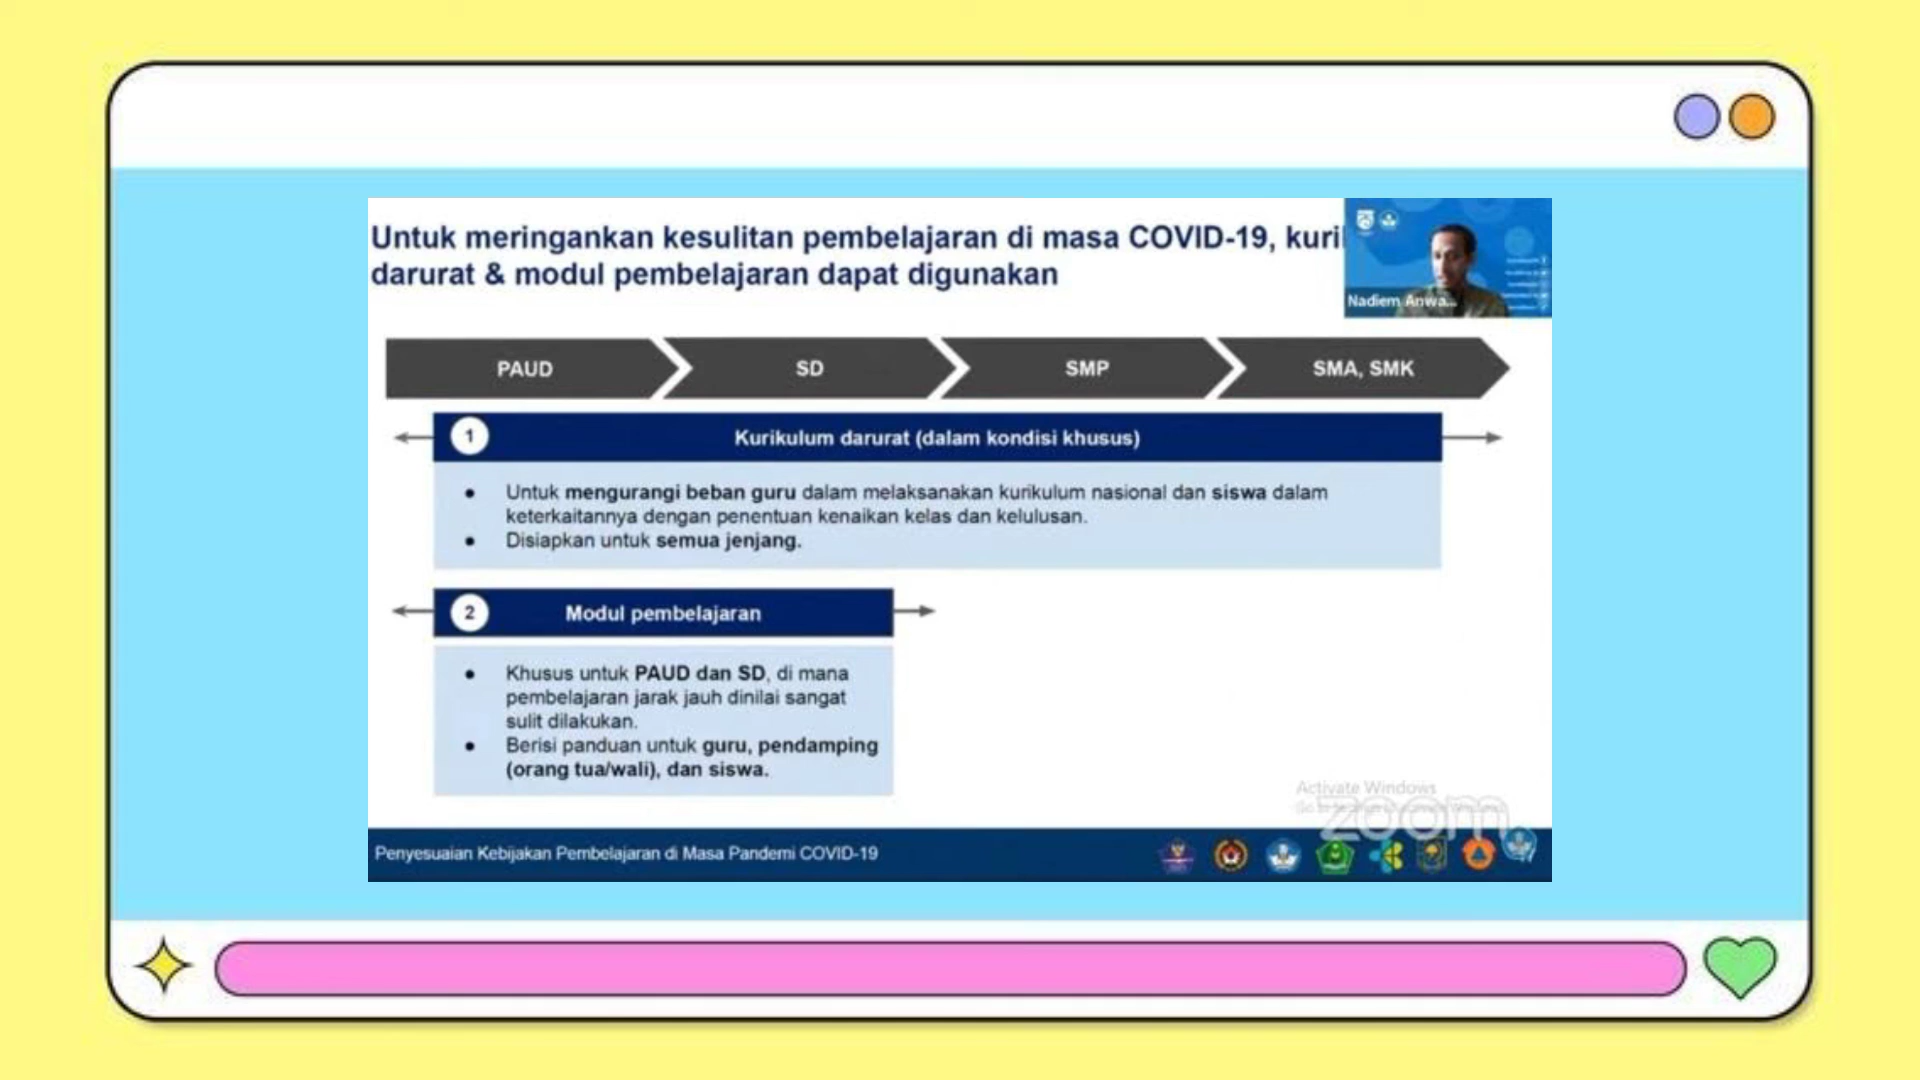 Untuk meringankan kesulitan pembelajaran di masa COVID-19, kuri
darurat & modul pembelajaran dapat digunakan
Nadiem Anwa...
PAUD
SD
SMP
SMA, SMK
1
Kurikulum darurat (dalam kondisi khusus)
● Untuk mengurangi beban guru dalam melaksanakan kurikulum nasional dan siswa dalam
keterkaitannya dengan penentuan kenaikan kelas dan kelulusan.
● Disiapkan untuk semua jenjang.
2
Modul pembelajaran
● Khusus untuk PAUD dan SD, di mana
pembelajaran jarak jauh dinilai sangat
sulit dilakukan.
● Berisi panduan untuk guru, pendamping
(orang tua/wali), dan siswa.
Activate Windows
zoom
Penyesuaian Kebijakan Pembelajaran di Masa Pandemi COVID-19